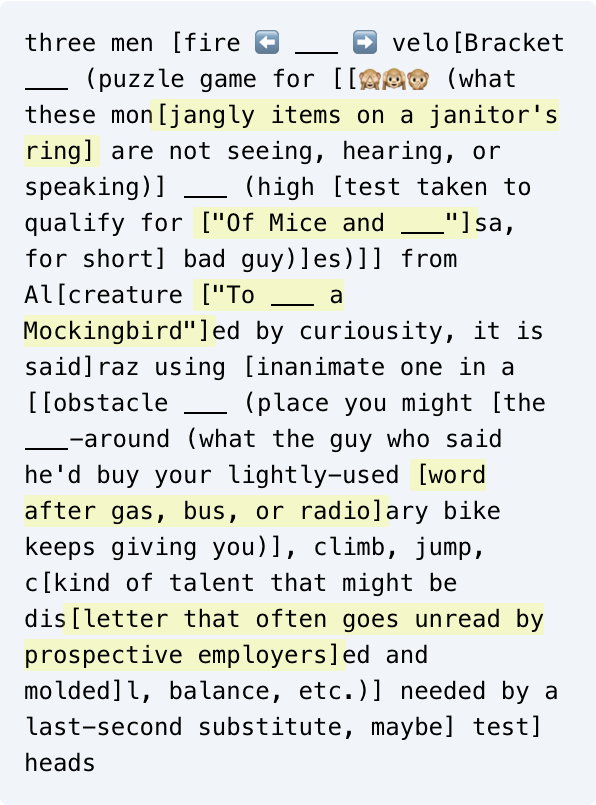 three men [fire ⬅️ ___ ➡️ velo[Bracket
___ (puzzle game for [[🙈🙉🐵 (what
these mon[jangly items on a janitor's
ring] are not seeing, hearing, or
speaking)] ___ (high [test taken to
qualify for ["Of Mice and ___"]sa,
for short] bad guy)]es)]] from
Al[creature ["To ___ a
Mockingbird"]ed by curiousity, it is
said]raz using [inanimate one in a
[[obstacle ___ (place you might [the
___-around (what the guy who said
he'd buy your lightly-used [word
after gas, bus, or radio]ary bike
keeps giving you)], climb, jump,
c[kind of talent that might be
dis[letter that often goes unread by
prospective employers]ed and
molded]l, balance, etc.)] needed by a
last-second substitute, maybe] test]
heads